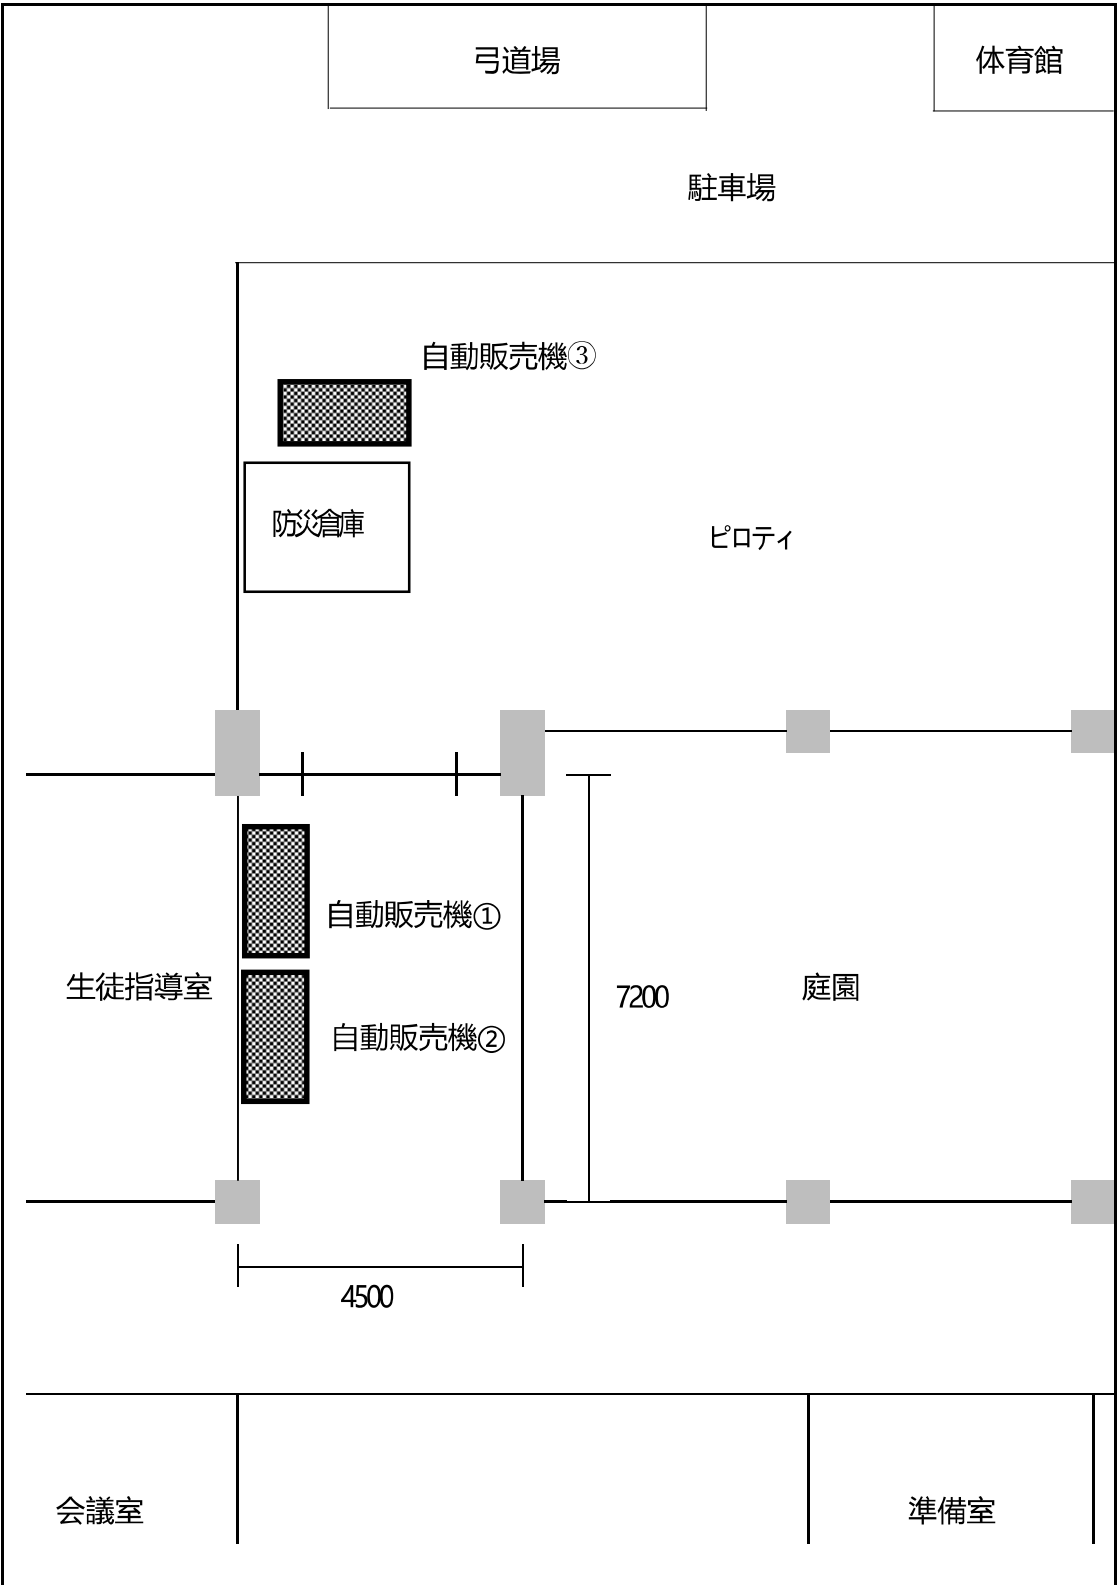 弓道場
体育館
駐車場
自動販売機③
防災倉庫
ピロティ
自動販売機①
生徒指導室
7200
庭園
自動販売機②
4500
会議室
準備室